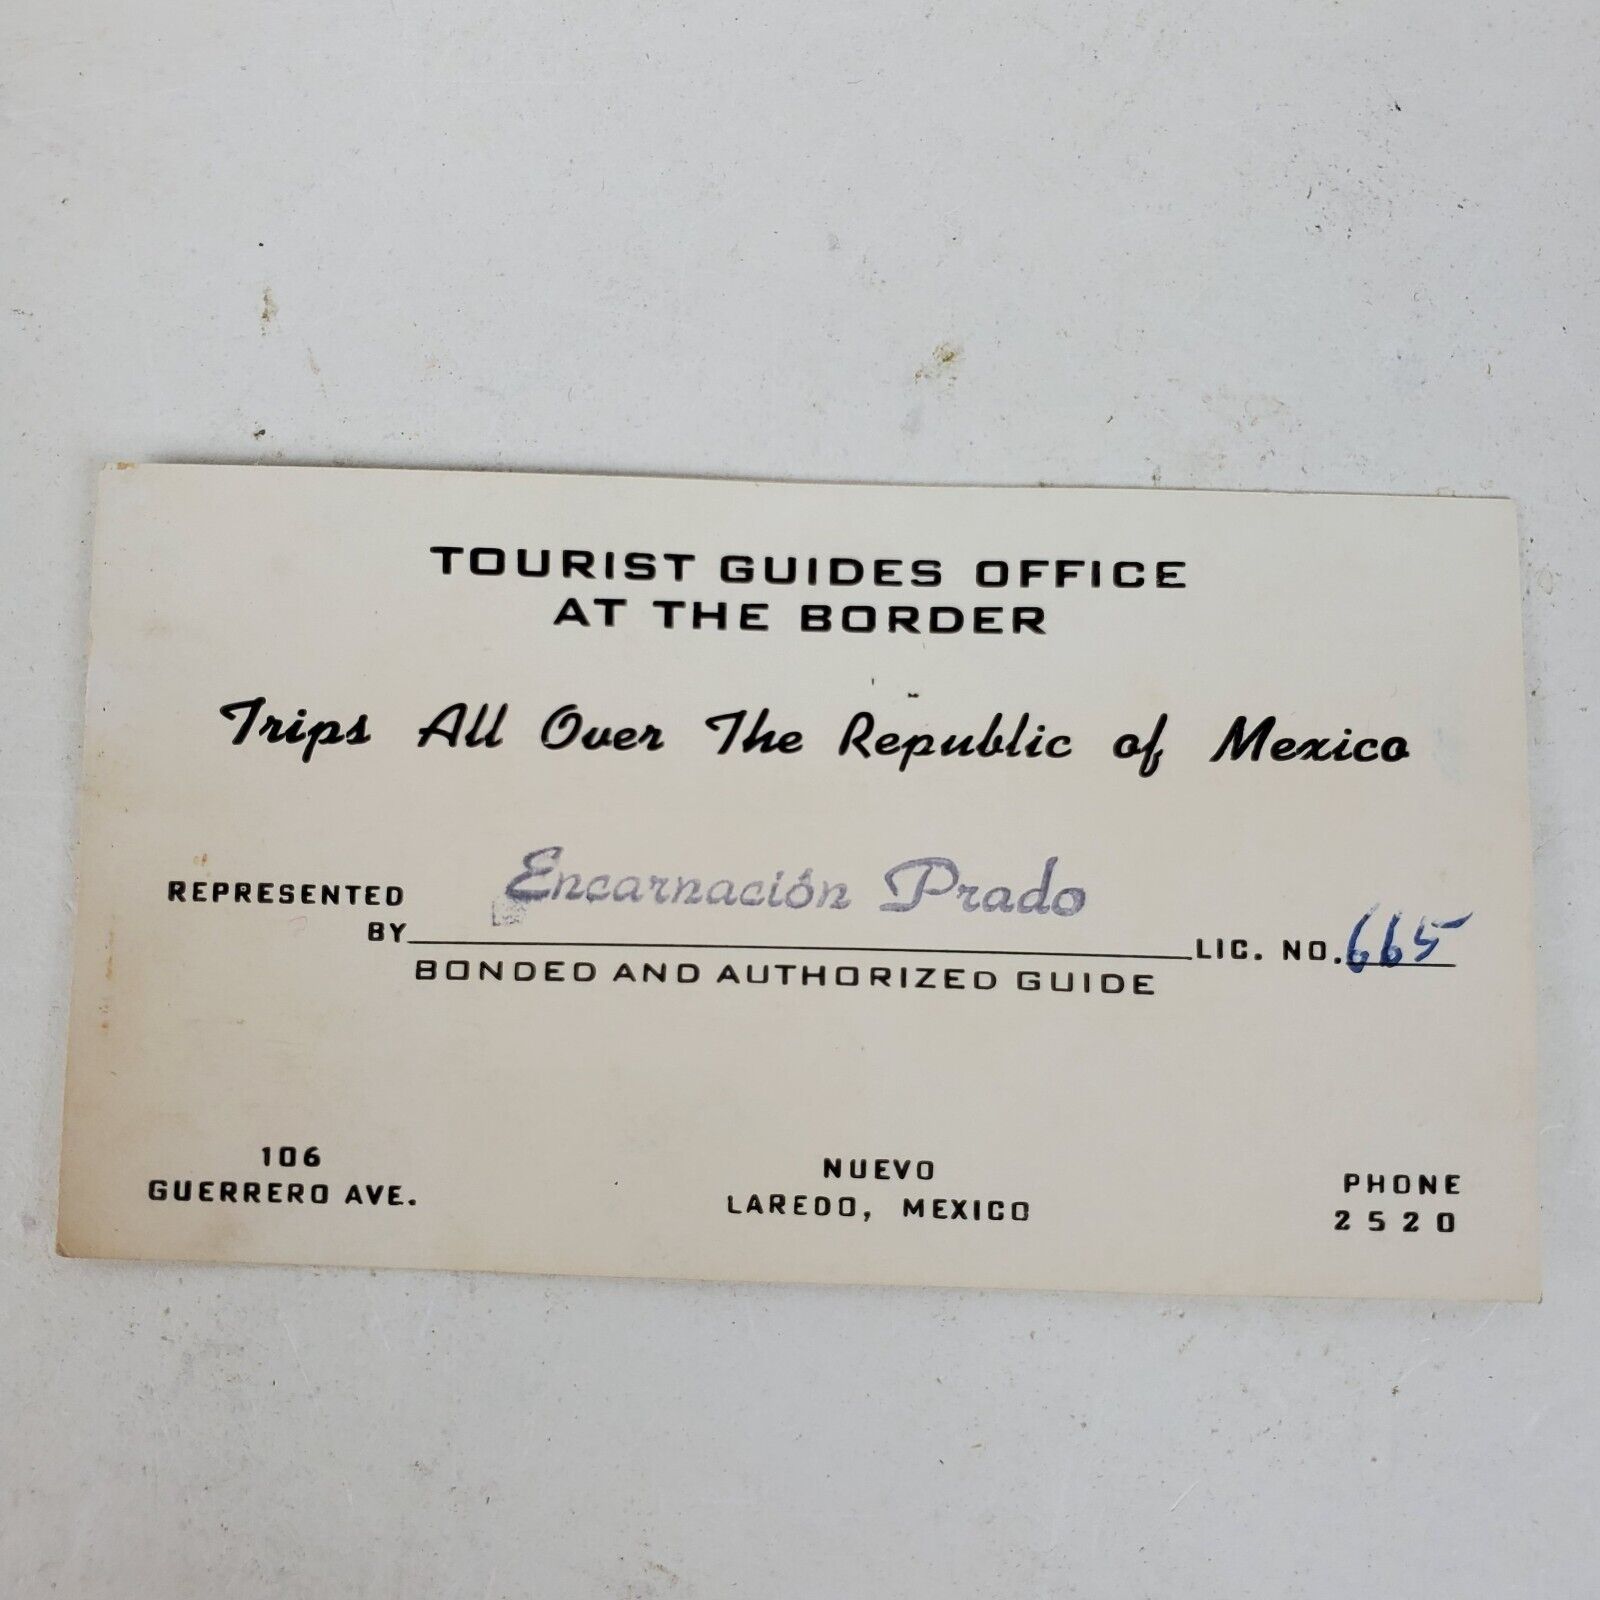 TOURIST GUIDES OFFICE
AT THE BORDER
Trips All Over The Republic of Mexico
REPRESENTED
BY Encarnación Prado LIC. NO. 665
BONDED AND AUTHORIZED GUIDE
106
GUERRERO AVE.
NUEVO
LAREDO, MEXICO
PHONE
2520